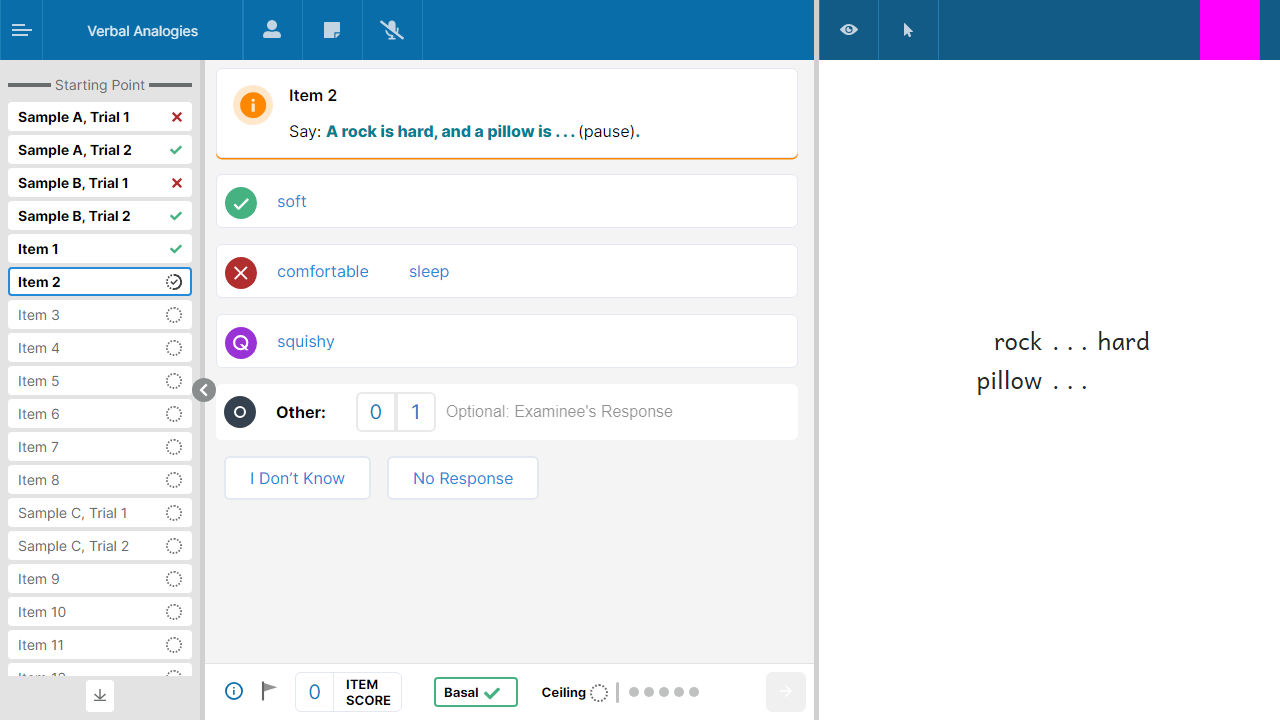 Verbal Analogies
Starting Point
Sample A, Trial 1
Sample A, Trial 2
Sample B, Trial 1
Sample B, Trial 2
Item 1
Item 2
Item 3
Item 4
Item 5
Item 6
Item 7
Item 8
Sample C, Trial 1
Sample C, Trial 2
Item 9
Item 10
Item 11
Item 2
Say: A rock is hard, and a pillow is . . . (pause).
soft
comfortable sleep
Q squishy
Other: 0 1 Optional: Examinee's Response
I Don’t Know No Response
0 ITEM
SCORE
Basal
Ceiling
rock . . . hard
pillow . . .